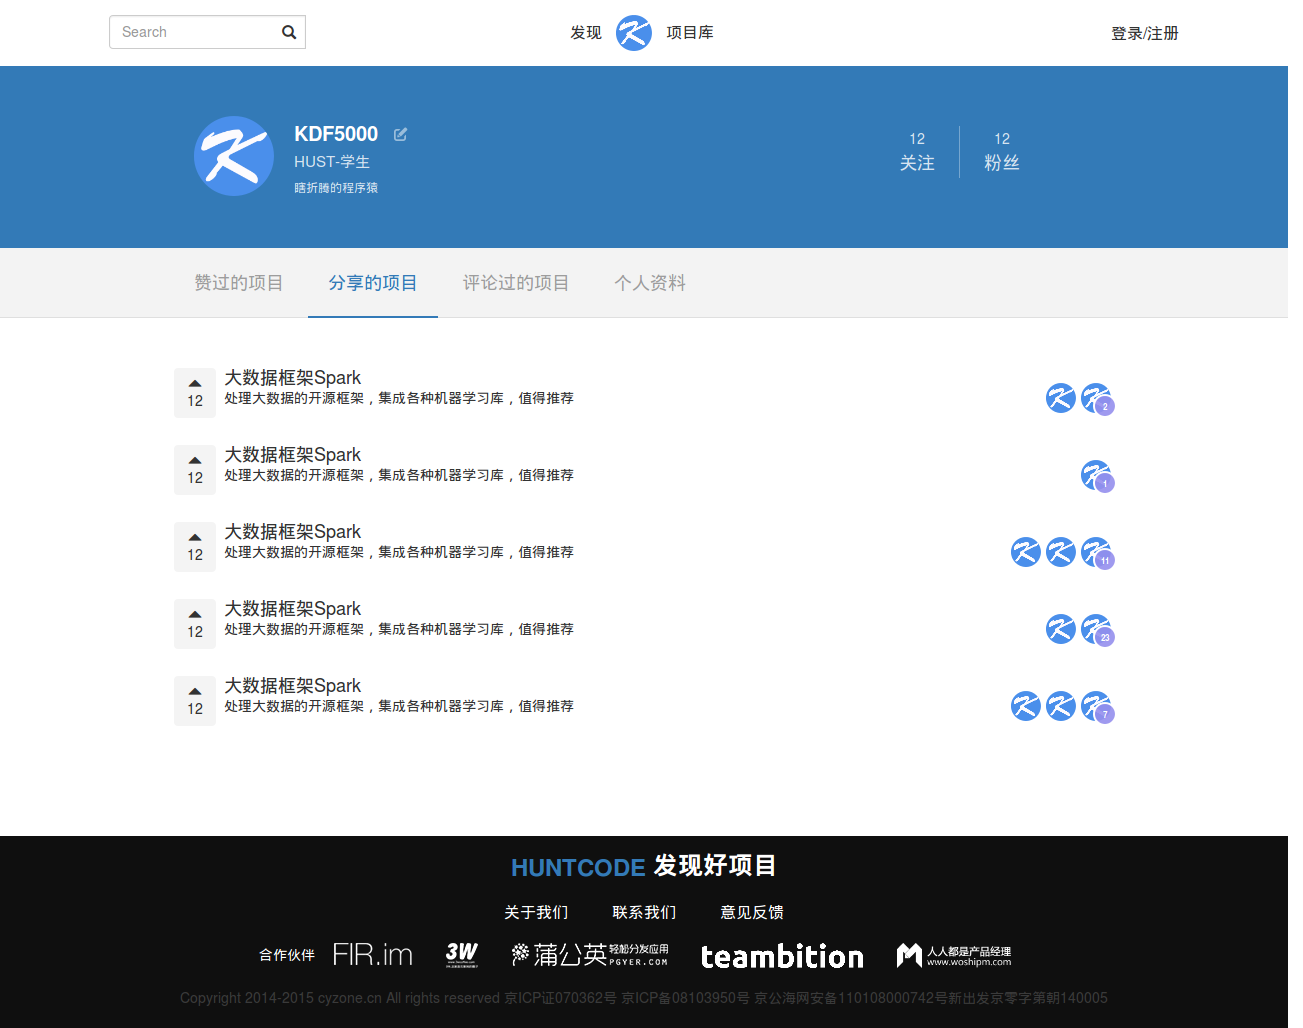 Search
发现 项目库
登录/注册
KDF5000
HUST-学生
瞎折腾的程序猿
12 12
关注 粉丝
赞过的项目 分享的项目 评论过的项目 个人资料
大数据框架Spark
12 处理大数据的开源框架，集成各种机器学习库，值得推荐
2
大数据框架Spark
12 处理大数据的开源框架，集成各种机器学习库，值得推荐
1
大数据框架Spark
12 处理大数据的开源框架，集成各种机器学习库，值得推荐
11
大数据框架Spark
12 处理大数据的开源框架，集成各种机器学习库，值得推荐
23
大数据框架Spark
12 处理大数据的开源框架，集成各种机器学习库，值得推荐
7
HUNTCODE 发现好项目
关于我们 联系我们 意见反馈
合作伙伴 FIR.im 3W 蒲公英 轻松分发应用 PGYER.COM teambition 人人都是产品经理 www.woshipm.com
Copyright 2014-2015 cyzone.cn All rights reserved 京ICP证070362号 京ICP备08103950号 京公海网安备110108000742号新出发京零字第朝140005